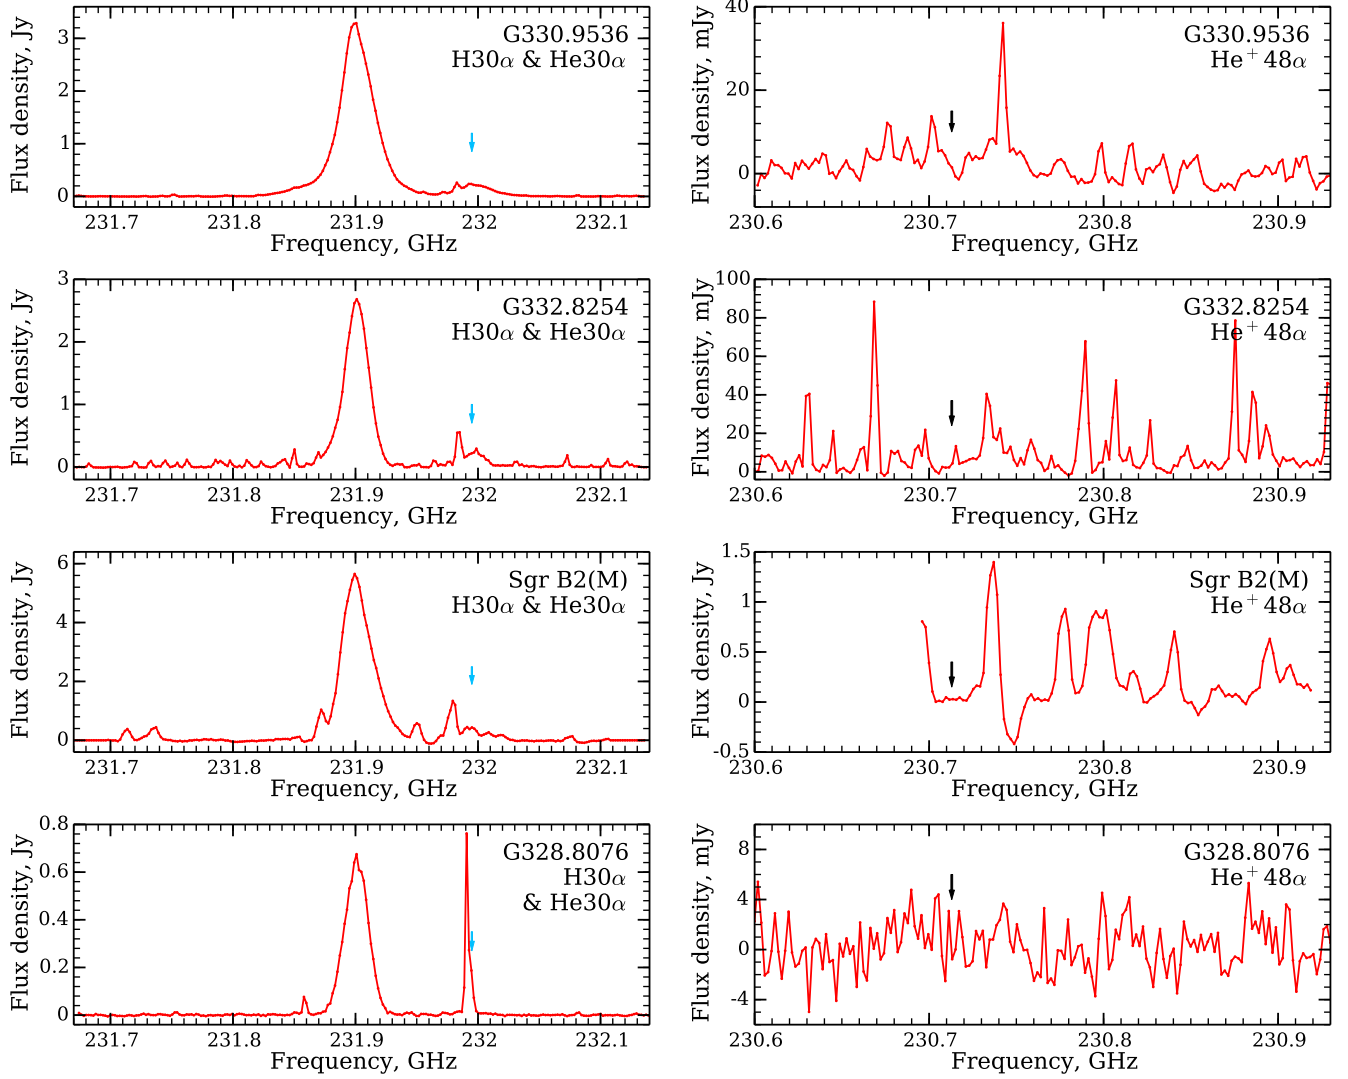 Flux density, Jy
3
2
1
0
G330.9536
H30α & He30α
231.7 231.8 231.9 232 232.1
Frequency, GHz
Flux density, mJy
40
20
0
G330.9536
He+48α
230.6 230.7 230.8 230.9
Frequency, GHz
Flux density, Jy
3
2
1
0
G332.8254
H30α & He30α
231.7 231.8 231.9 232 232.1
Frequency, GHz
Flux density, mJy
100
80
60
40
20
0
G332.8254
He+48α
230.6 230.7 230.8 230.9
Frequency, GHz
Flux density, Jy
6
4
2
0
Sgr B2(M)
H30α & He30α
231.7 231.8 231.9 232 232.1
Frequency, GHz
Flux density, Jy
1.5
1
0.5
0
-0.5
Sgr B2(M)
He+48α
230.6 230.7 230.8 230.9
Frequency, GHz
Flux density, Jy
0.8
0.6
0.4
0.2
0
G328.8076
H30α
& He30α
231.7 231.8 231.9 232 232.1
Frequency, GHz
Flux density, mJy
8
4
0
-4
G328.8076
He+48α
230.6 230.7 230.8 230.9
Frequency, GHz